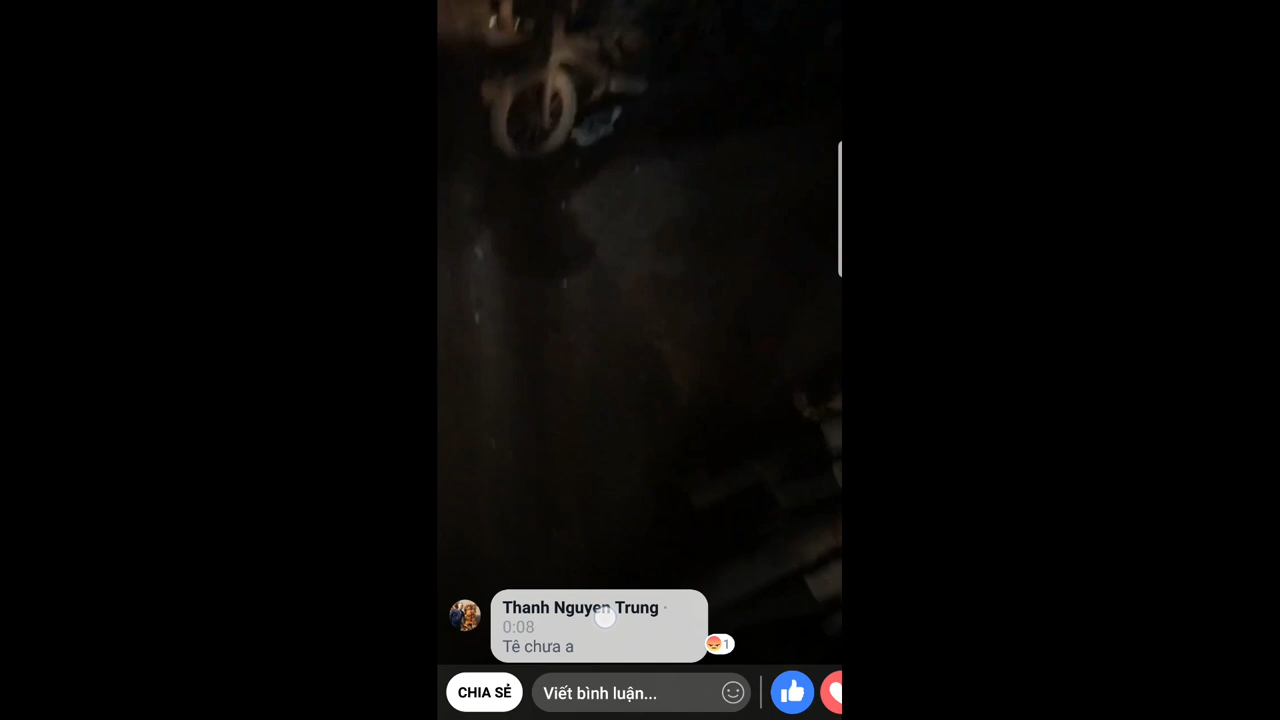 Thanh Nguyen Trung ·
0:08
Tê chưa a
1
CHIA SẺ
Viết bình luận...